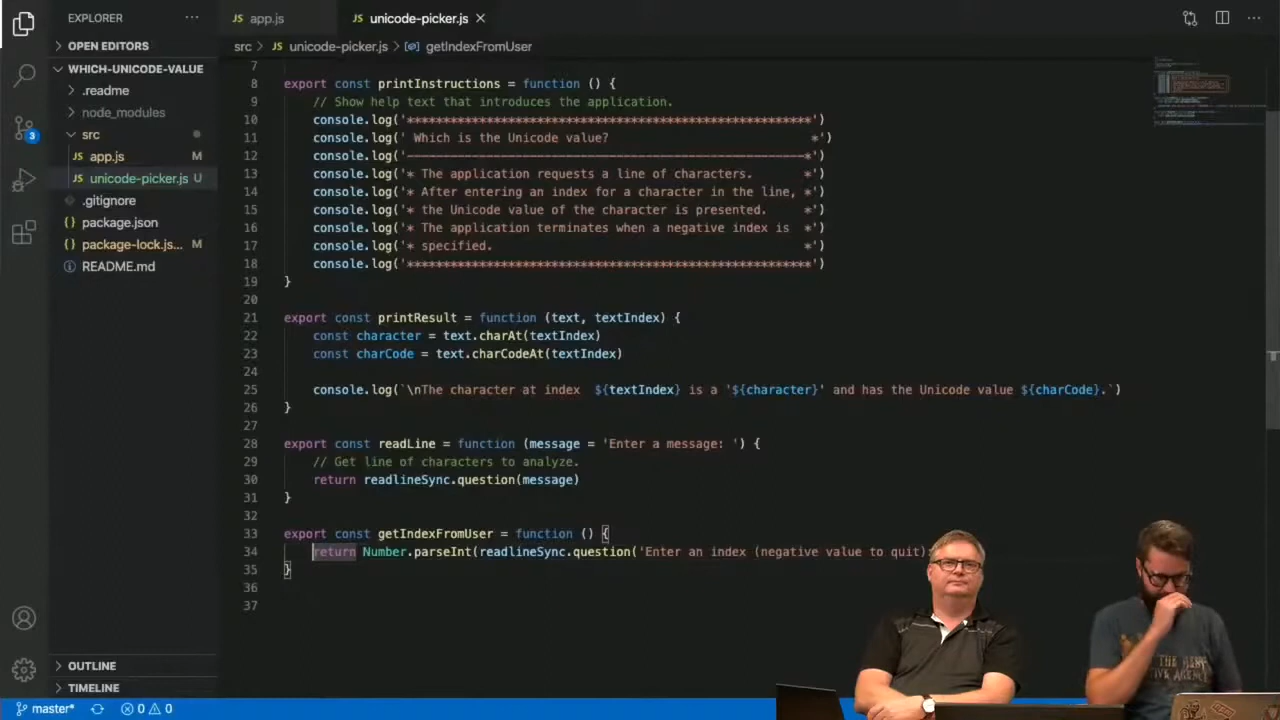 EXPLORER
JS app.js
JS unicode-picker.js
OPEN EDITORS
src > JS unicode-picker.js > getIndexFromUser
WHICH-UNICODE-VALUE
.readme
node_modules
src
JS app.js M
JS unicode-picker.js U
.gitignore
package.json
package-lock.js... M
README.md
3
7
8 export const printInstructions = function () {
9 // Show help text that introduces the application.
10 console.log('**************************************************')
11 console.log(' Which is the Unicode value? *')
12 console.log('--------------------------------------------------*')
13 console.log('* The application requests a line of characters. *')
14 console.log('* After entering an index for a character in the line, *')
15 console.log('* the Unicode value of the character is presented. *')
16 console.log('* The application terminates when a negative index is *')
17 console.log('* specified. *')
18 console.log('**************************************************')
19 }
20
21 export const printResult = function (text, textIndex) {
22 const character = text.charAt(textIndex)
23 const charCode = text.charCodeAt(textIndex)
24
25 console.log(`\nThe character at index  ${textIndex} is a '${character}' and has the Unicode value ${charCode}.`)
26 }
27
28 export const readLine = function (message = 'Enter a message: ') {
29 // Get line of characters to analyze.
30 return readlineSync.question(message)
31 }
32
33 export const getIndexFromUser = function () {
34 return Number.parseInt(readlineSync.question('Enter an index (negative value to quit):
35 }
36
37
OUTLINE
TIMELINE
master* 0 0